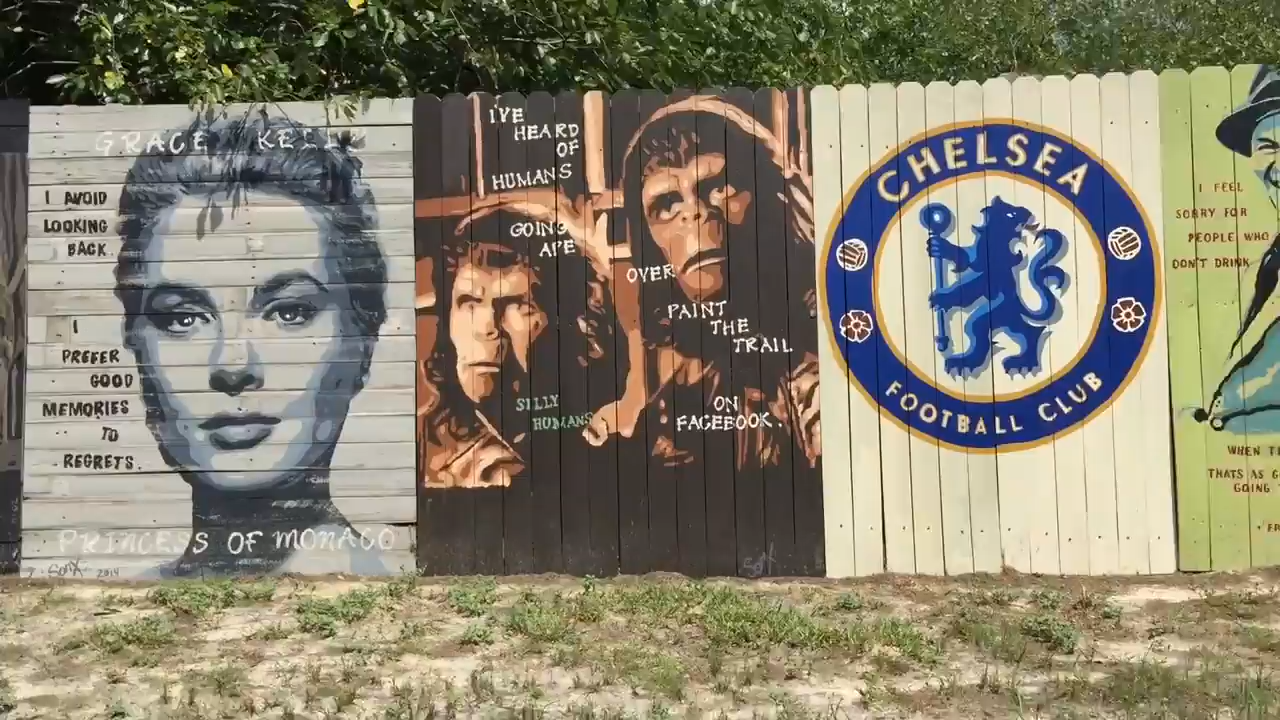 GRACE KELLY
I AVOID
LOOKING
BACK.
I
PREFER
GOOD
MEMORIES
TO
REGRETS.
PRINCESS OF MONACO
SONX
2014
I'VE
HEARD
OF
HUMANS
GOING
APE
OVER
PAINT
THE
TRAIL
ON
FACEBOOK.
SILLY
HUMANS
CHELSEA
FOOTBALL CLUB
I FEEL
SORRY FOR
PEOPLE WHO
DON'T DRINK
WHEN
THATS AS
GOING